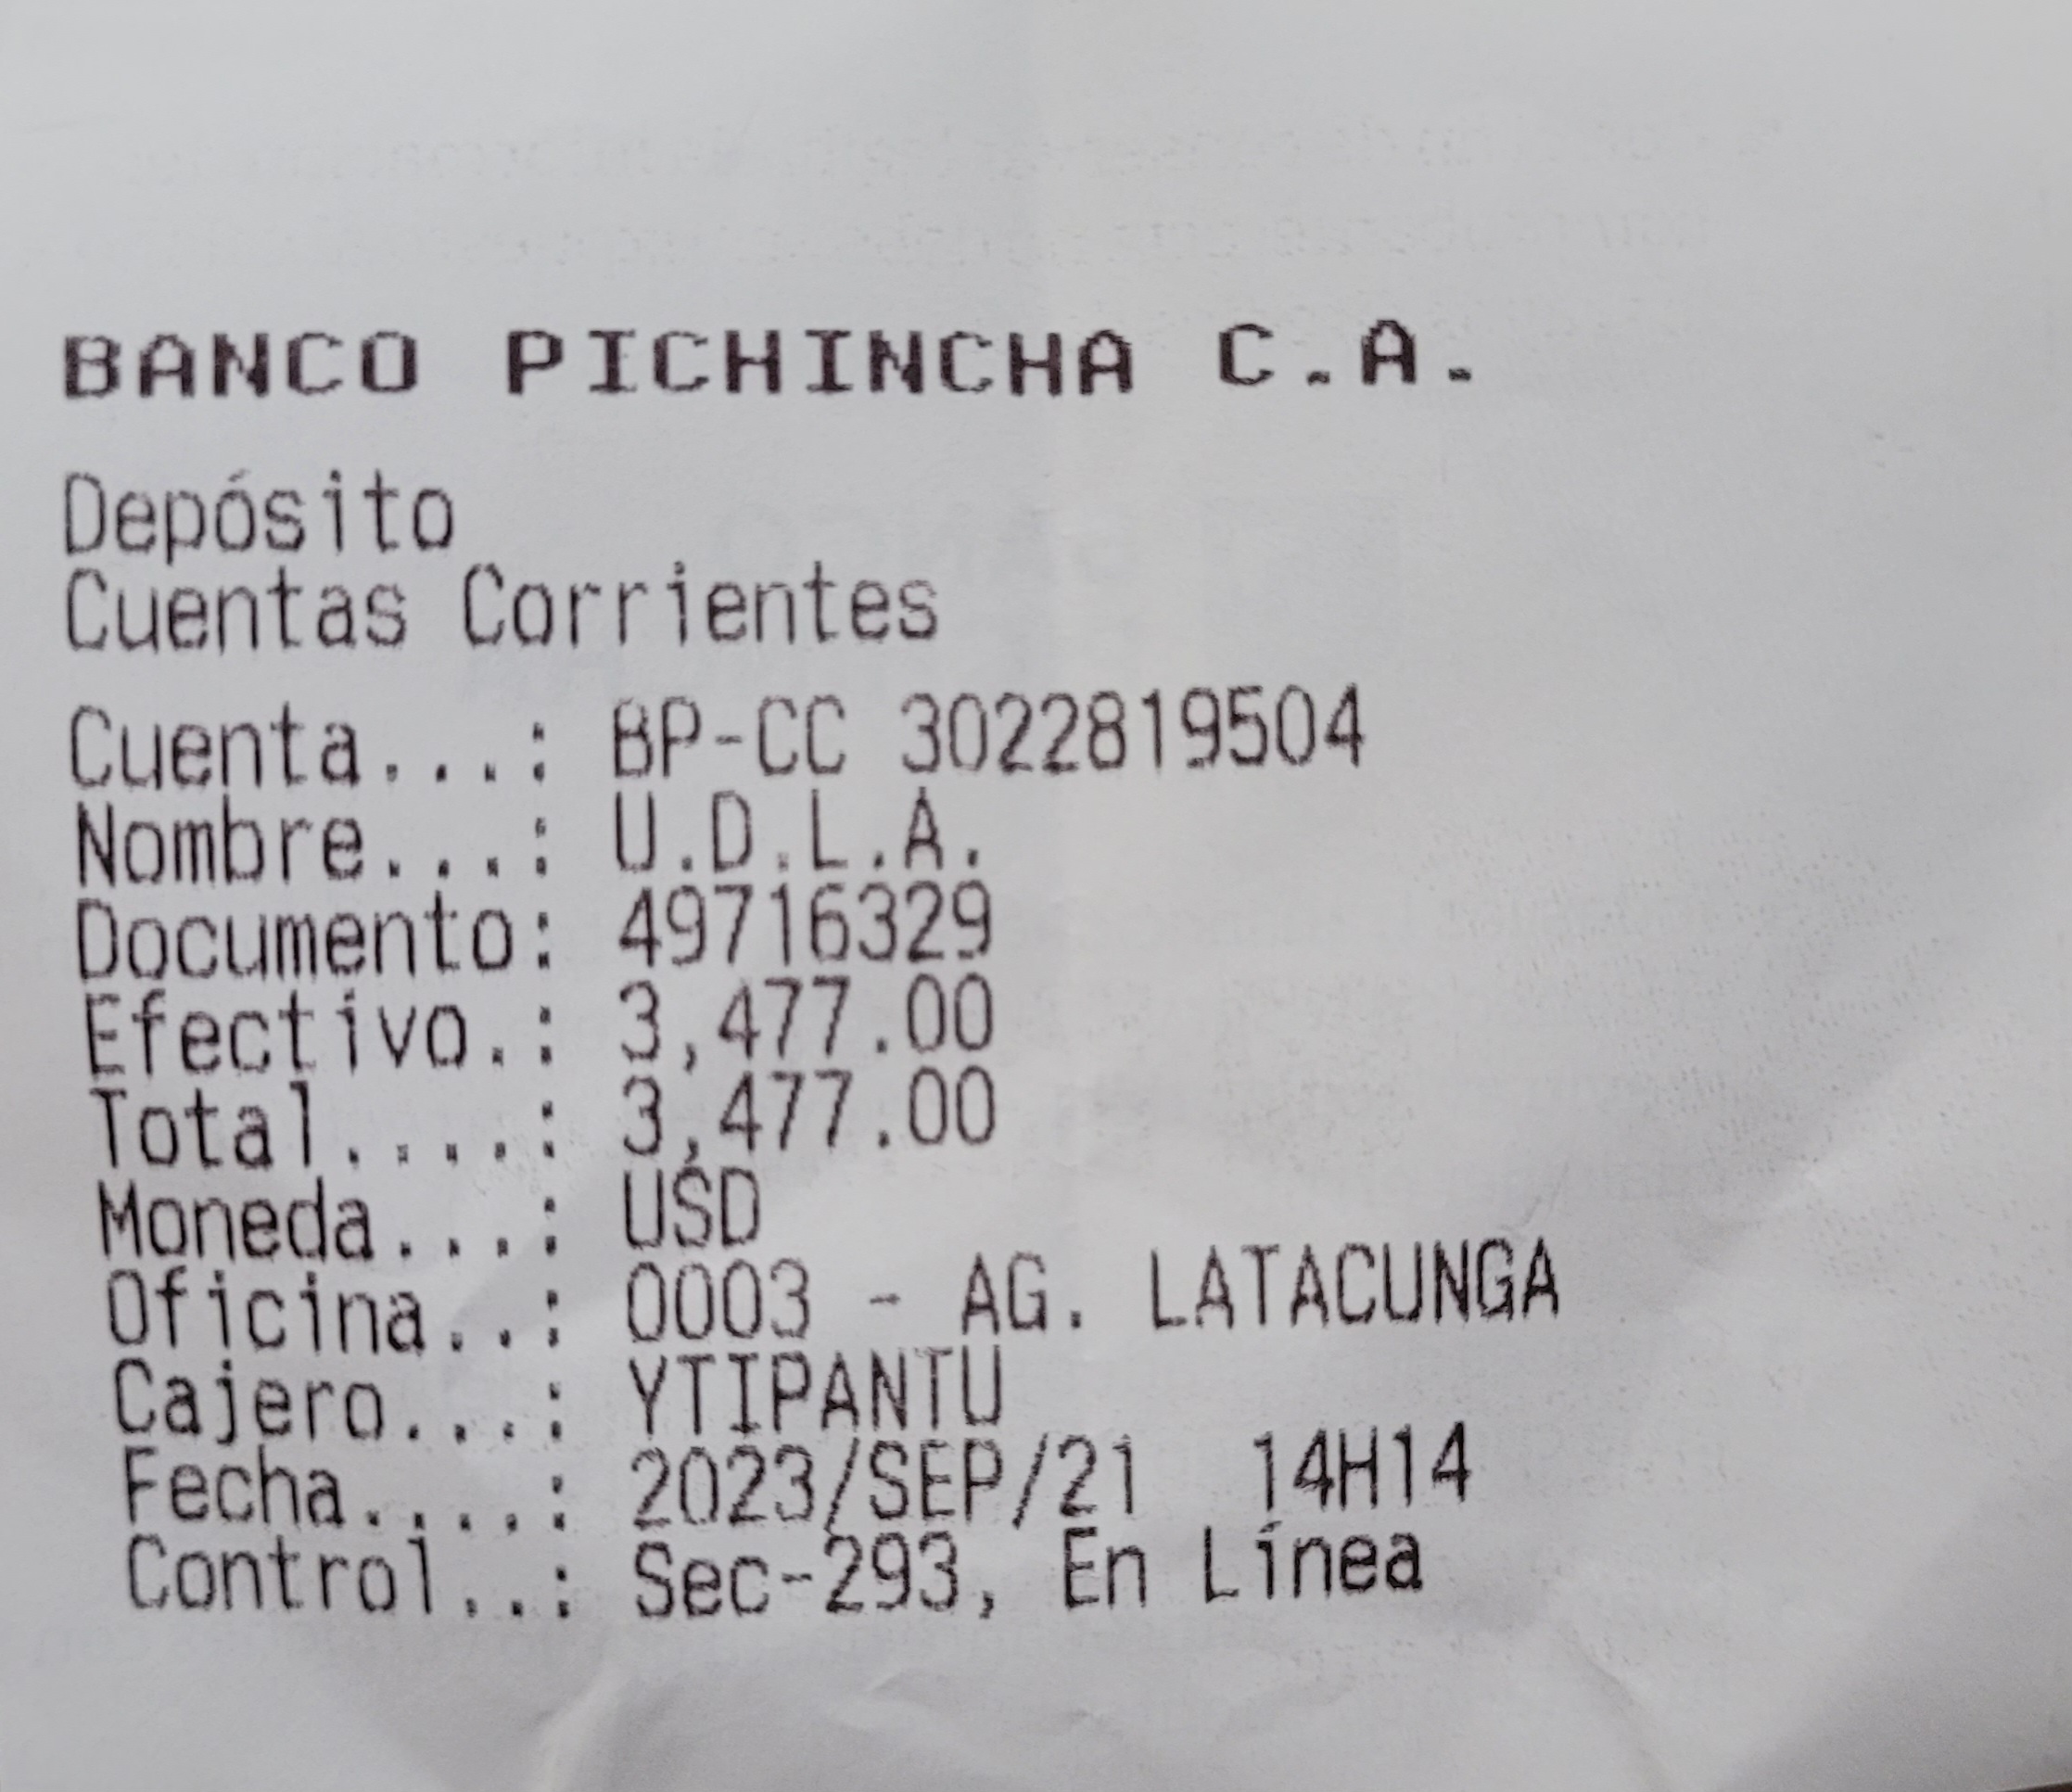 BANCO PICHINCHA C.A.
Depósito
Cuentas Corrientes
Cuenta...: BP-CC 3022819504
Nombre...: U.D.L.A.
Documento: 49716329
Efectivo.: 3,477.00
Total....: 3,477.00
Moneda...: USD
Oficina..: 0003 - AG. LATACUNGA
Cajero...: YTIPANTU
Fecha....: 2023/SEP/21 14H14
Control..: Sec-293, En Línea